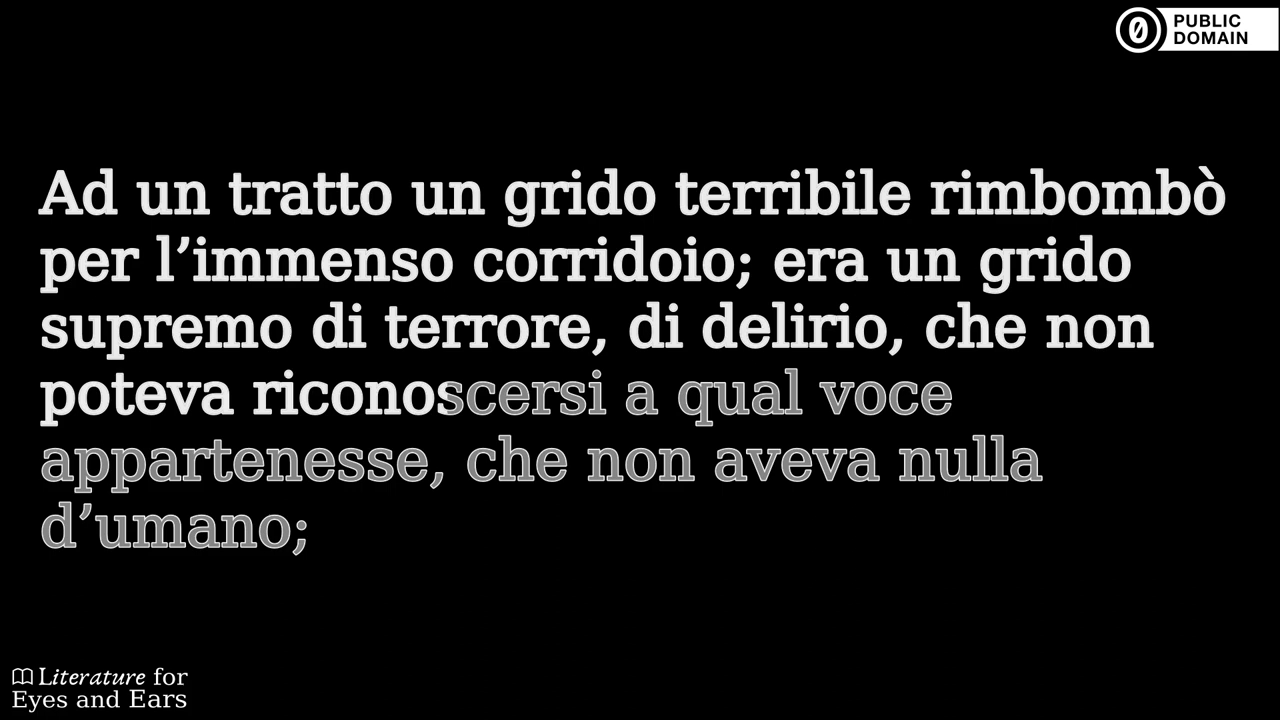 0 PUBLIC
DOMAIN
Ad un tratto un grido terribile rimbombò
per l’immenso corridoio; era un grido
supremo di terrore, di delirio, che non
poteva riconoscersi a qual voce
appartenesse, che non aveva nulla
d’umano;
Literature for
Eyes and Ears